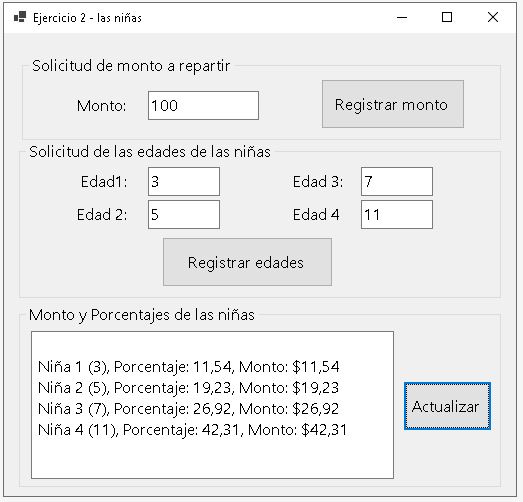 Ejercicio 2 - las niñas
Solicitud de monto a repartir
Monto: 100 Registrar monto
Solicitud de las edades de las niñas
Edad1: 3 Edad 3: 7
Edad 2: 5 Edad 4 11
Registrar edades
Monto y Porcentajes de las niñas
Niña 1 (3), Porcentaje: 11,54, Monto: $11,54
Niña 2 (5), Porcentaje: 19,23, Monto: $19,23
Niña 3 (7), Porcentaje: 26,92, Monto: $26,92
Niña 4 (11), Porcentaje: 42,31, Monto: $42,31
Actualizar